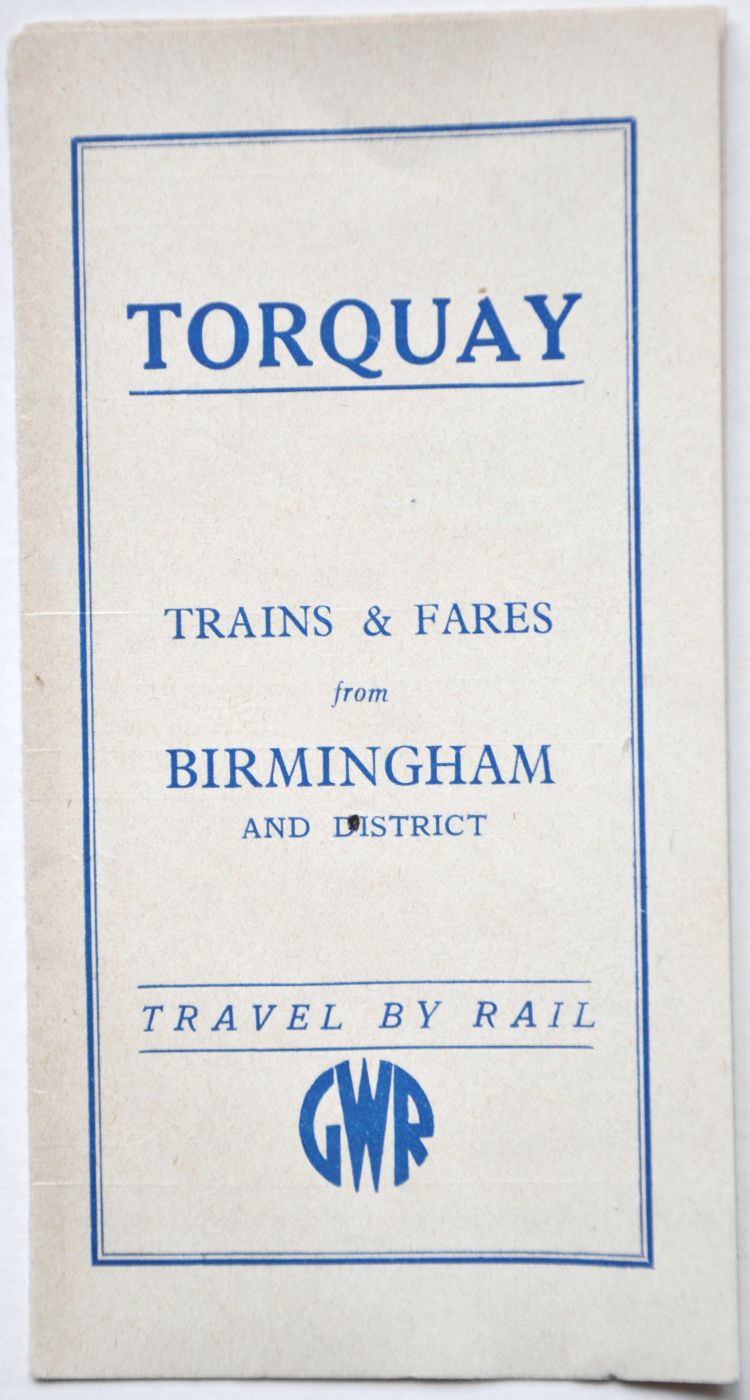 TORQUAY
TRAINS & FARES
from
BIRMINGHAM
AND DISTRICT
TRAVEL BY RAIL
GWR